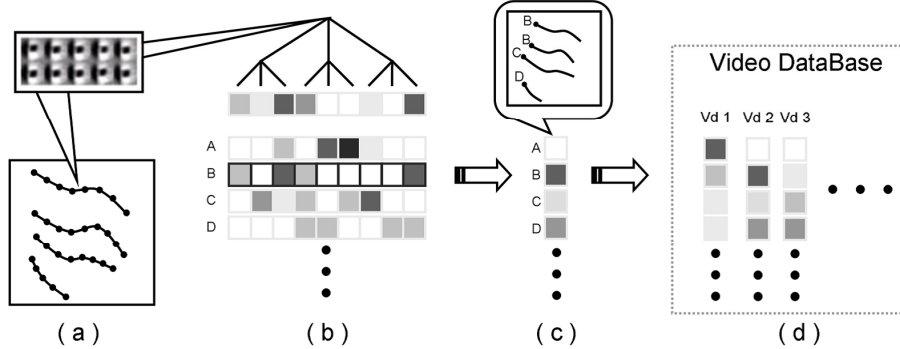 B
B
C
D
Video DataBase
Vd 1 Vd 2 Vd 3
A
B
C
D
A
B
C
D
( a )
( b )
( c )
( d )